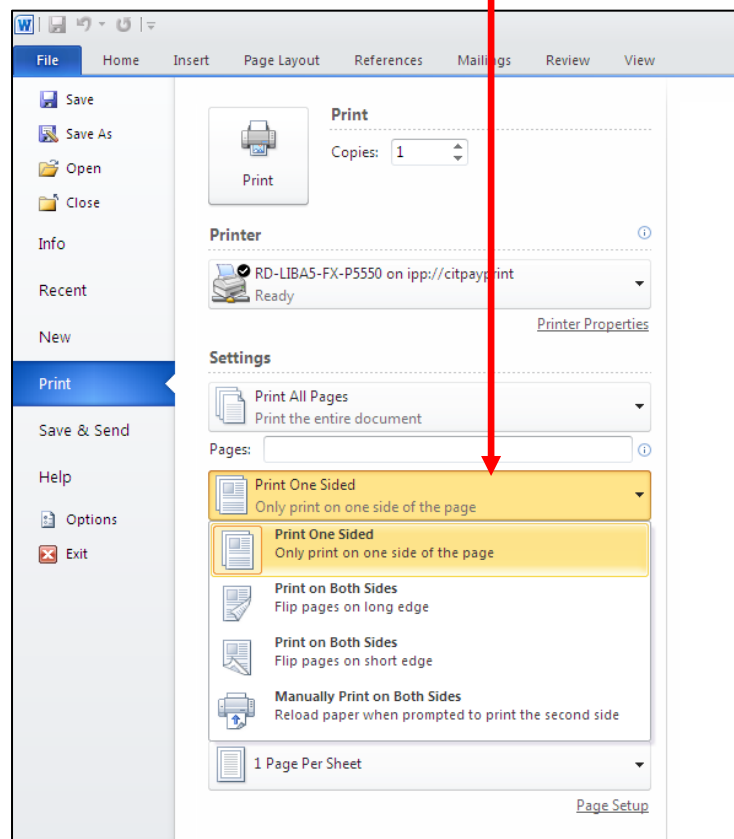 W
File Home Insert Page Layout References Mailings Review View
Save
Save As
Open
Close
Info
Recent
New
Print
Save & Send
Help
Options
Exit
Print
Print
Copies: 1
Printer
RD-LIBA5-FX-P5550 on ipp://citpayprint
Ready
Printer Properties
Settings
Print All Pages
Print the entire document
Pages:
Print One Sided
Only print on one side of the page
Print One Sided
Only print on one side of the page
Print on Both Sides
Flip pages on long edge
Print on Both Sides
Flip pages on short edge
Manually Print on Both Sides
Reload paper when prompted to print the second side
1 Page Per Sheet
Page Setup